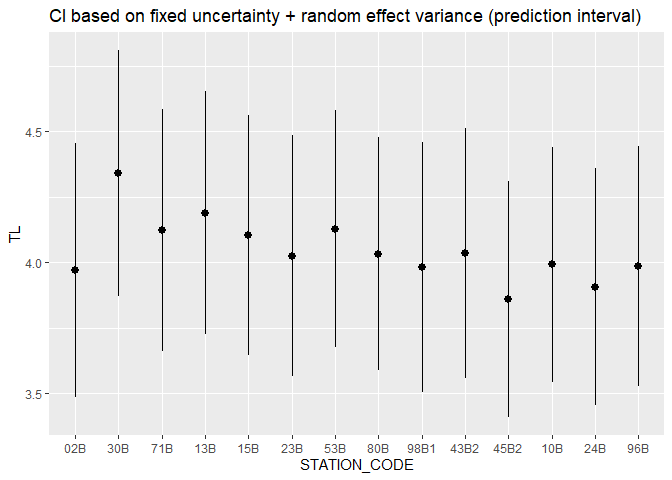 CI based on fixed uncertainty + random effect variance (prediction interval)
TL
4.5
4.0
3.5
02B 30B 71B 13B 15B 23B 53B 80B 98B1 43B2 45B2 10B 24B 96B
STATION_CODE